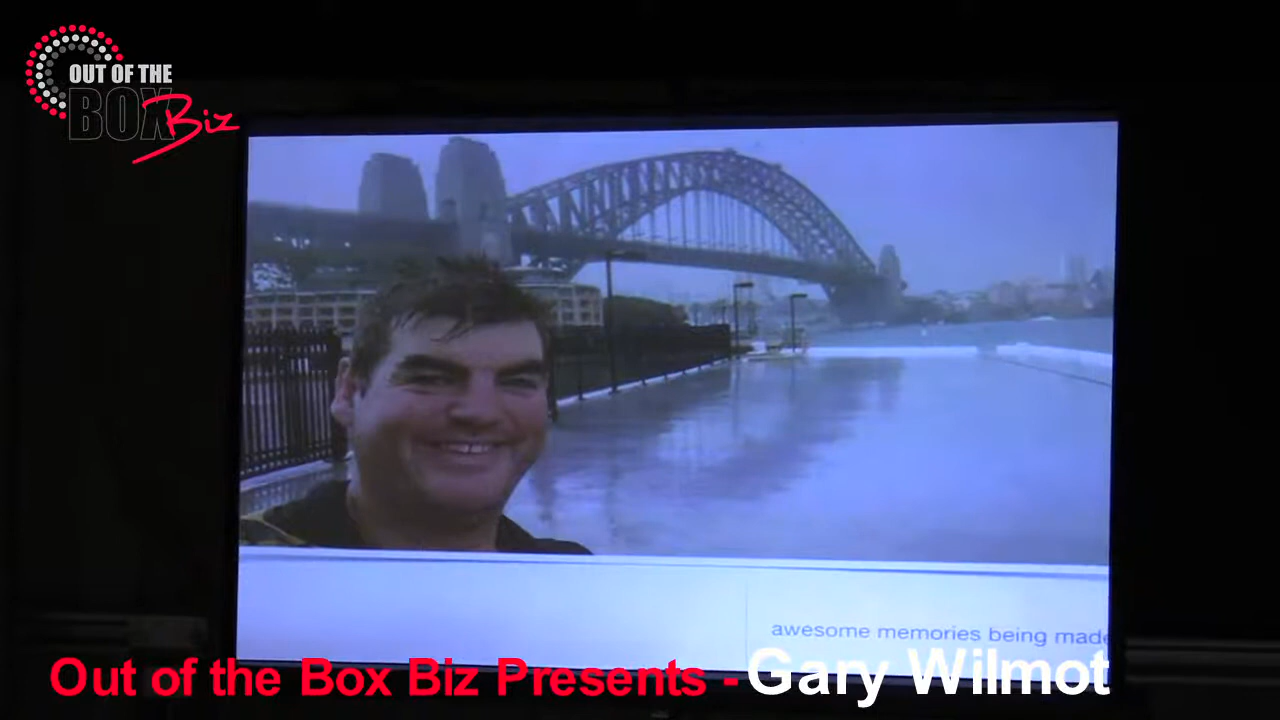 OUT OF THE
BOX Biz
awesome memories being made
Out of the Box Biz Presents - Gary Wilmot